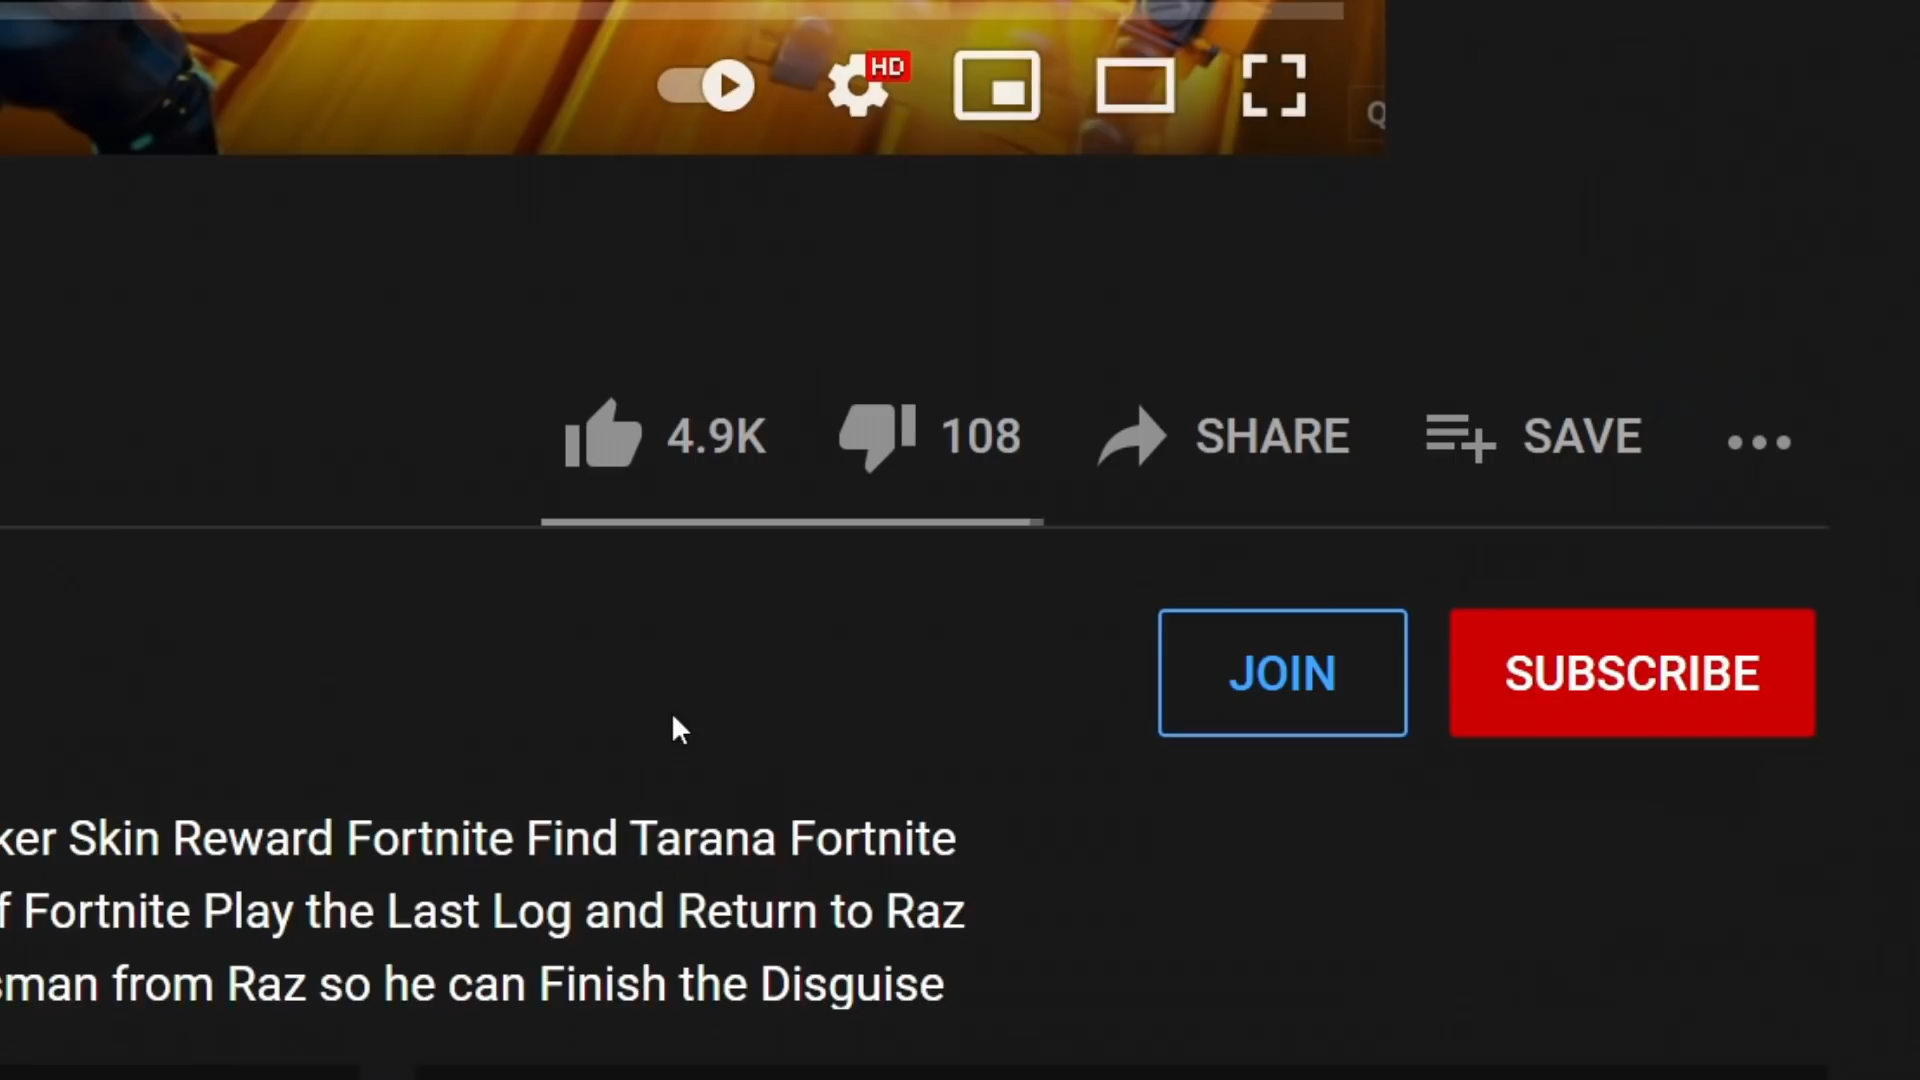 HD
Q
4.9K 108 SHARE SAVE
JOIN SUBSCRIBE
ker Skin Reward Fortnite Find Tarana Fortnite
f Fortnite Play the Last Log and Return to Raz
sman from Raz so he can Finish the Disguise